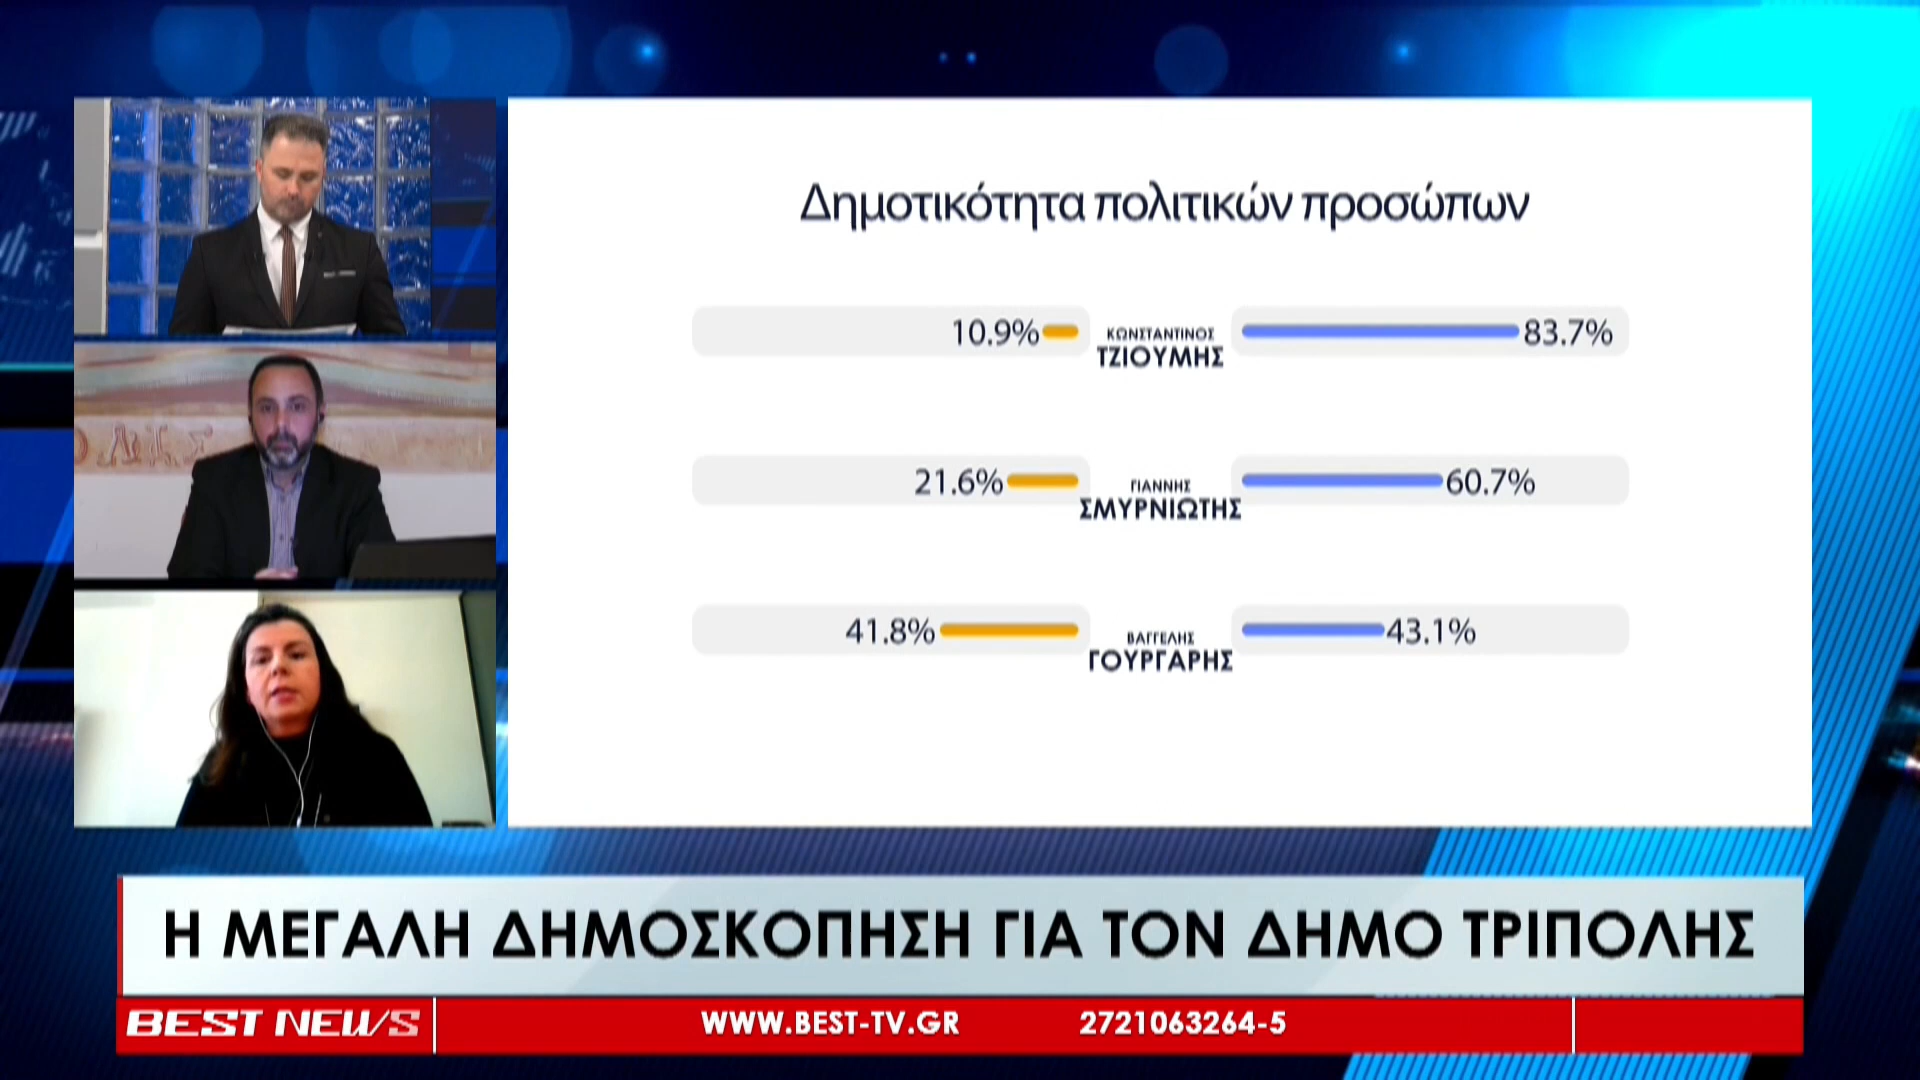 Δημοτικότητα πολιτικών προσώπων
10.9%
ΚΩΝΣΤΑΝΤΙΝΟΣ
ΤΖΙΟΥΜΗΣ
83.7%
21.6%
ΓΙΑΝΝΗΣ
ΣΜΥΡΝΙΩΤΗΣ
60.7%
41.8%
ΒΑΓΓΕΛΗΣ
ΓΟΥΡΓΑΡΗΣ
43.1%
Η ΜΕΓΑΛΗ ΔΗΜΟΣΚΟΠΗΣΗ ΓΙΑ ΤΟΝ ΔΗΜΟ ΤΡΙΠΟΛΗΣ
BEST NEWS WWW.BEST-TV.GR 2721063264-5